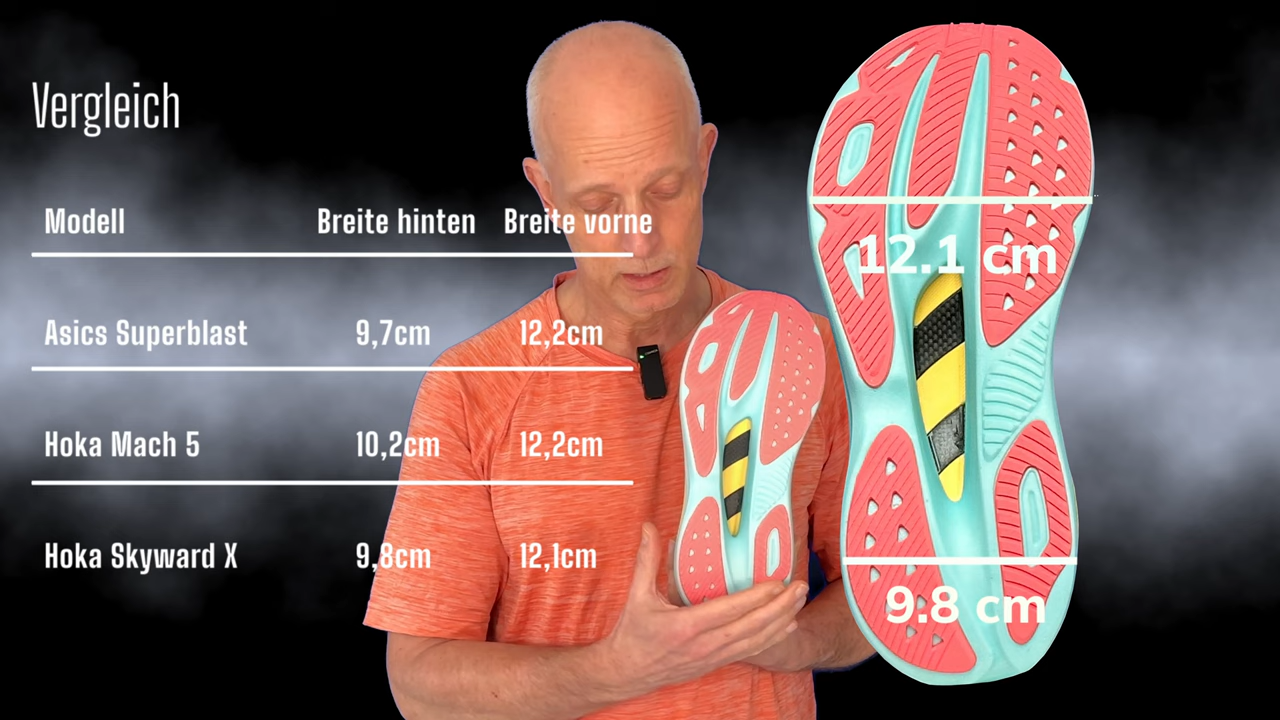 Vergleich
Modell Breite hinten Breite vorne
Asics Superblast 9,7cm 12,2cm
Hoka Mach 5 10,2cm 12,2cm
Hoka Skyward X 9,8cm 12,1cm
12.1 cm
9.8 cm